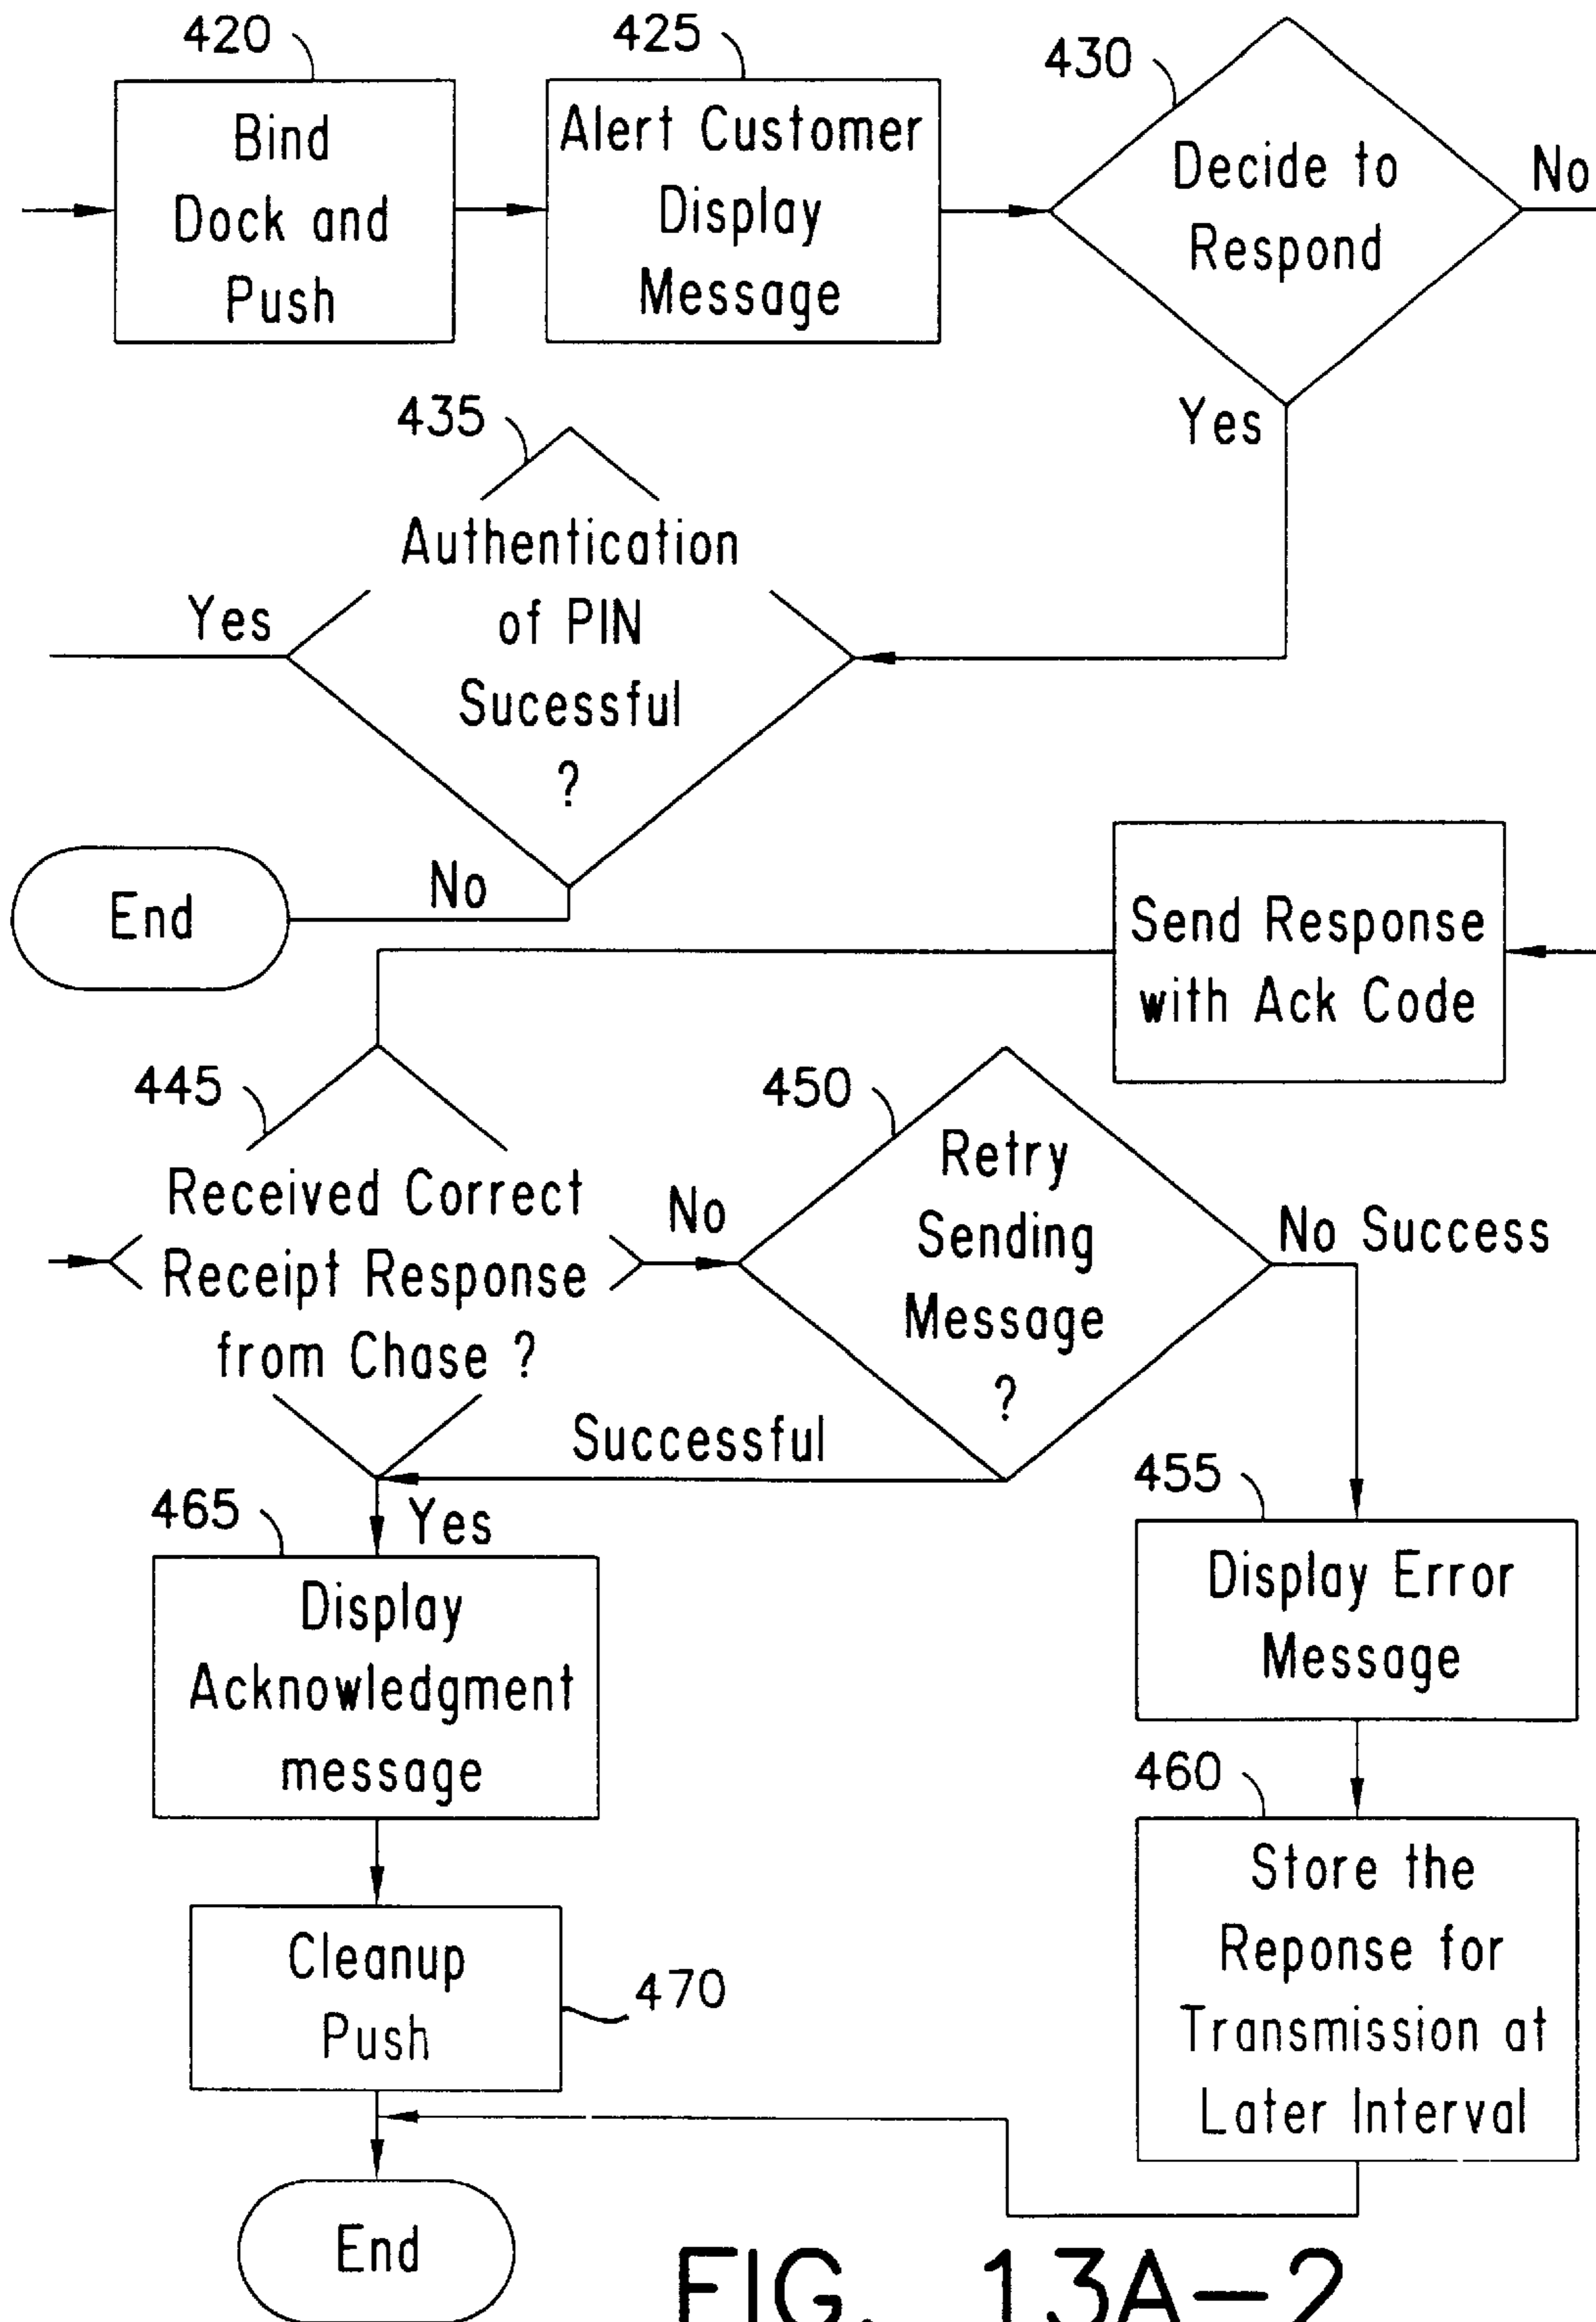 420
Bind
Dock and
Push
425
Alert Customer
Display
Message
430
Decide to
Respond
No
Yes
435
Authentication
of PIN
Sucessful
?
Yes
No
End
Send Response
with Ack Code
445
Received Correct
Receipt Response
from Chase ?
No
450
Retry
Sending
Message
?
No Success
Successful
Yes
455
Display Error
Message
465
Display
Acknowledgment
message
460
Store the
Reponse for
Transmission at
Later Interval
Cleanup
Push
470
End
FIG. 13A-2